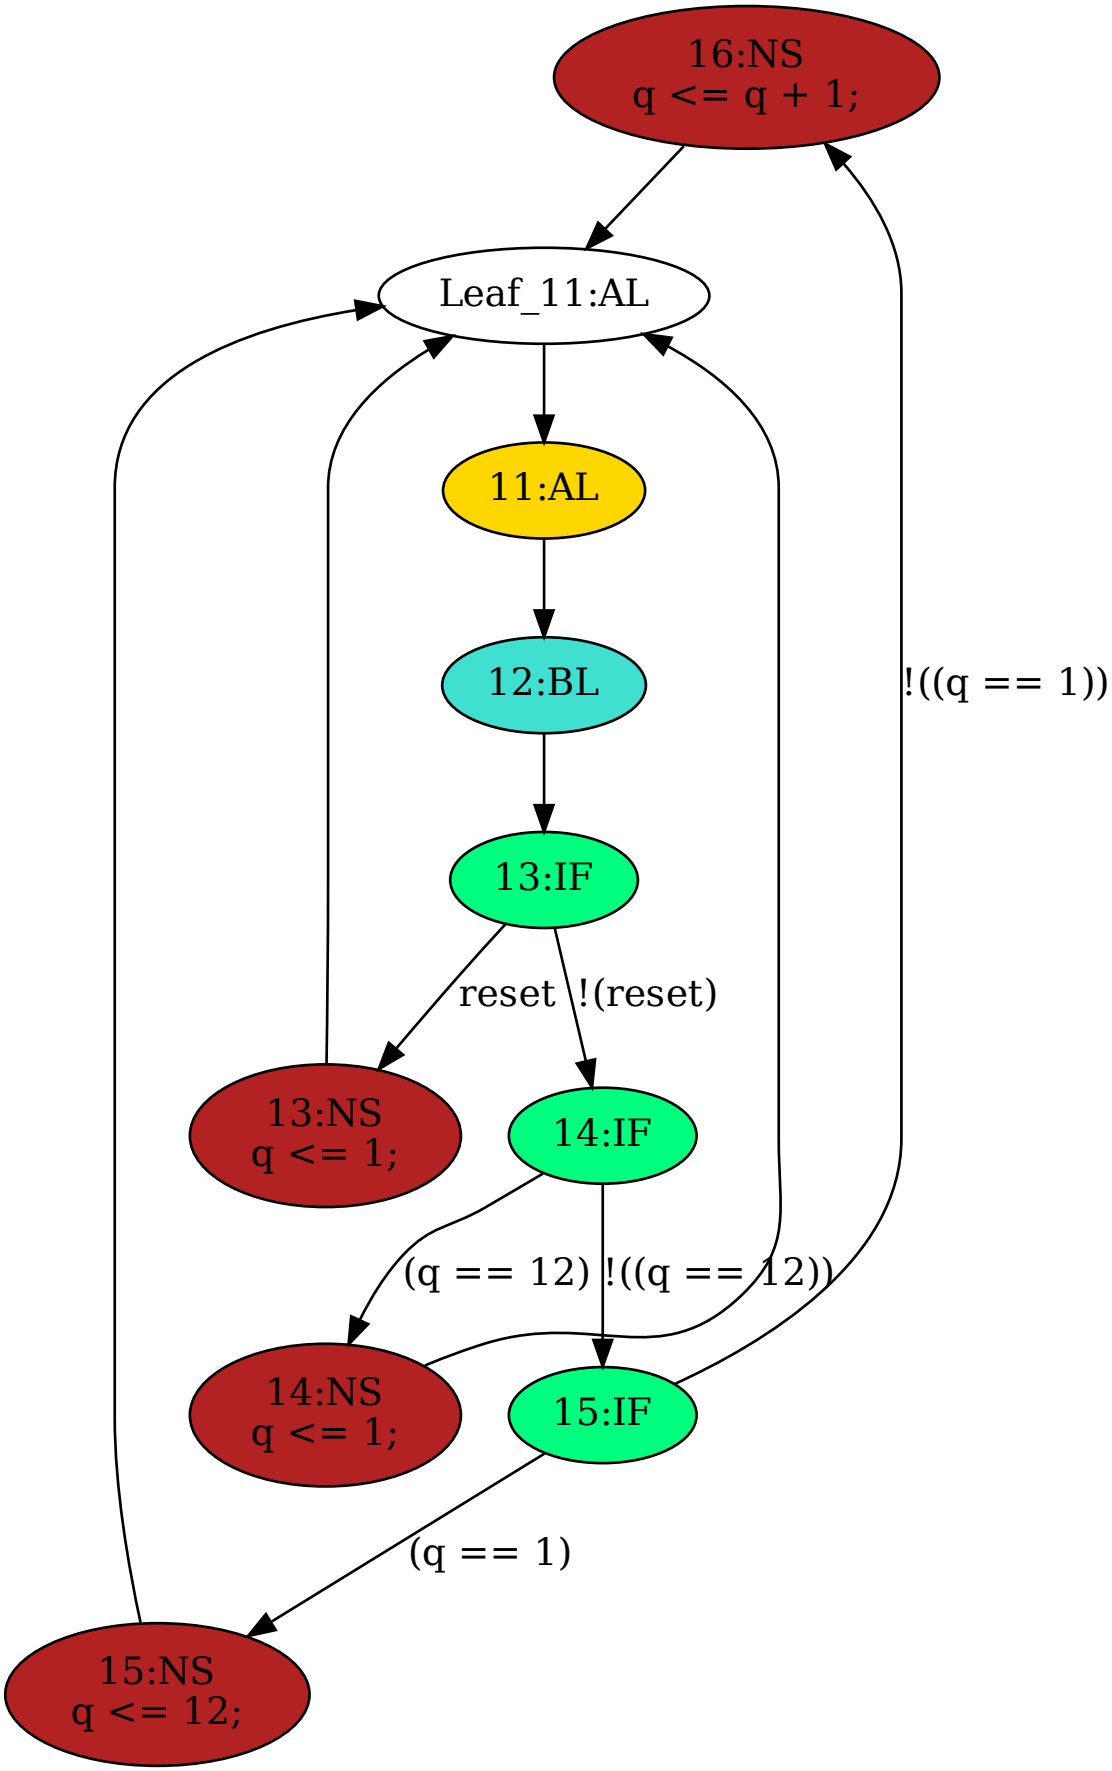 16:NS
q <= q + 1;
Leaf_11:AL
11:AL
12:BL
!((q == 1))
13:IF
reset
!(reset)
13:NS
q <= 1;
14:IF
(q == 12)
!((q == 12))
14:NS
q <= 1;
15:IF
(q == 1)
15:NS
q <= 12;